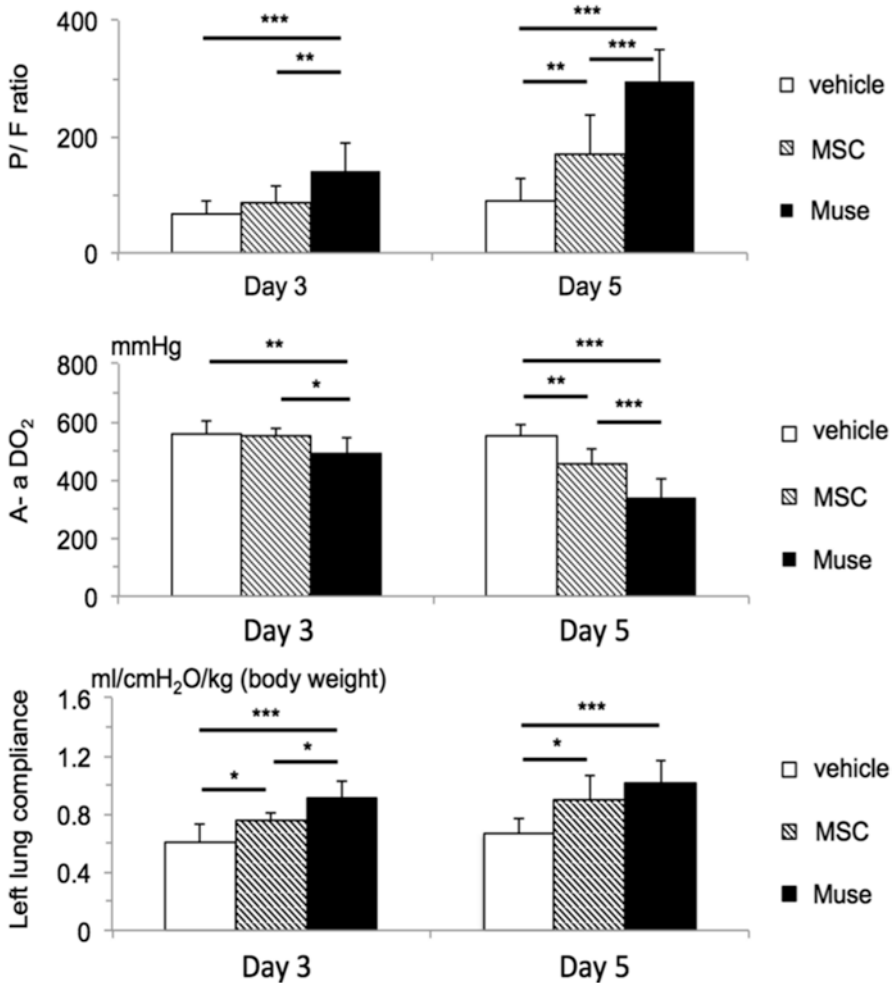 400
200
0
P/ F ratio
***
**
***
**
***
Day 3
Day 5
vehicle
MSC
Muse
mmHg
800
600
400
200
0
A- a DO₂
**
*
***
**
***
Day 3
Day 5
vehicle
MSC
Muse
ml/cmH₂O/kg (body weight)
1.6
1.2
0.8
0.4
0
Left lung compliance
***
*
*
***
*
Day 3
Day 5
vehicle
MSC
Muse